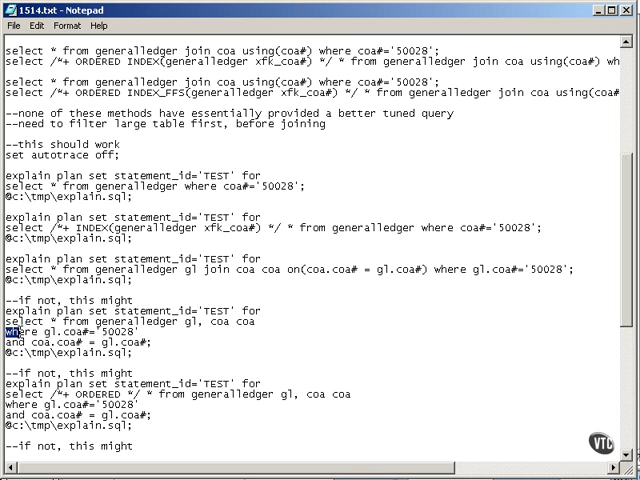 1514.txt - Notepad
File Edit Format Help
select * from generalledger join coa using(coa#) where coa#='50028';
select /*+ ORDERED INDEX(generalledger xfk_coa#) */ * from generalledger join coa using(coa#) wh
select * from generalledger join coa using(coa#) where coa#='50028';
select /*+ ORDERED INDEX_FFS(generalledger xfk_coa#) */ * from generalledger join coa using(coa#
--none of these methods have essentially provided a better tuned query
--need to filter large table first, before joining
--this should work
set autotrace off;
explain plan set statement_id='TEST' for
select * from generalledger where coa#='50028';
@c:\tmp\explain.sql;
explain plan set statement_id='TEST' for
select /*+ INDEX(generalledger xfk_coa#) */ * from generalledger where coa#='50028';
@c:\tmp\explain.sql;
explain plan set statement_id='TEST' for
select * from generalledger gl join coa coa on(coa.coa# = gl.coa#) where gl.coa#='50028';
@c:\tmp\explain.sql;
--if not, this might
explain plan set statement_id='TEST' for
select * from generalledger gl, coa coa
where gl.coa#='50028'
and coa.coa# = gl.coa#;
@c:\tmp\explain.sql;
--if not, this might
explain plan set statement_id='TEST' for
select /*+ ORDERED */ * from generalledger gl, coa coa
where gl.coa#='50028'
and coa.coa# = gl.coa#;
@c:\tmp\explain.sql;
--if not, this might
VTC